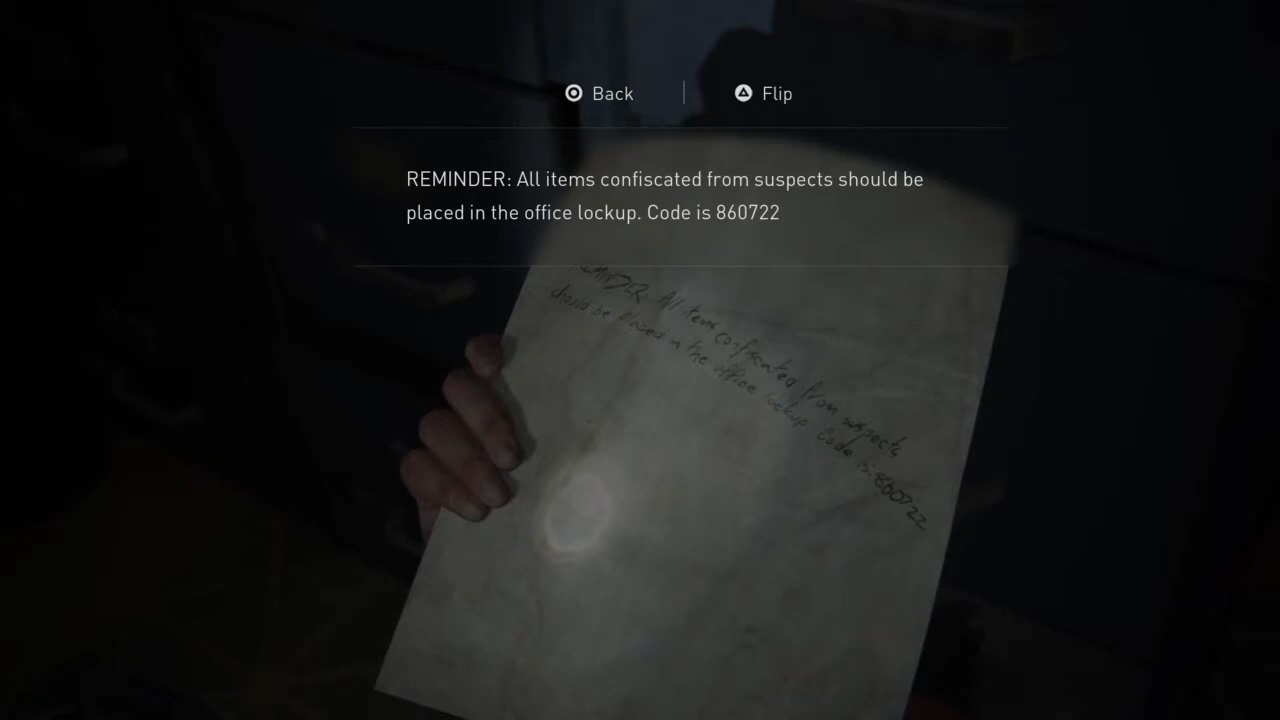 Back
Flip
REMINDER: All items confiscated from suspects should be
placed in the office lockup. Code is 860722
REMINDER: All items confiscated from suspects
should be placed in the office lockup. Code is 860722